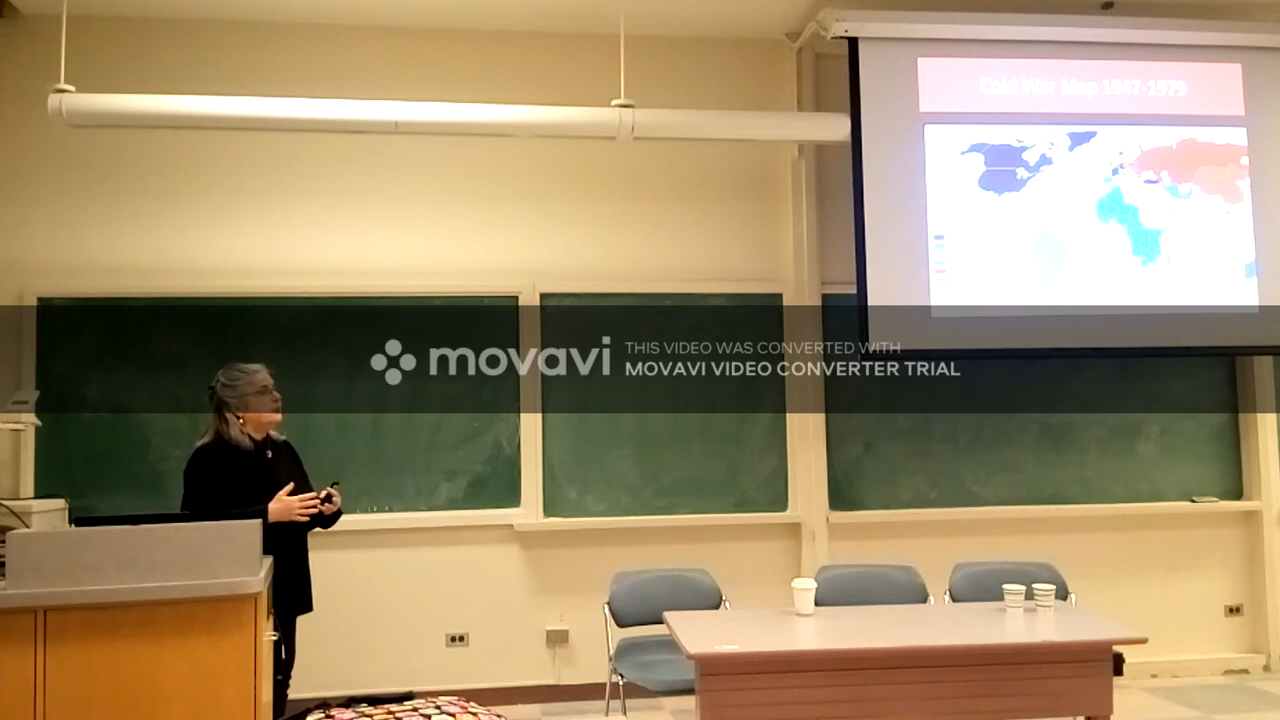 Cold War Map 1947-1979
movavi
THIS VIDEO WAS CONVERTED WITH
MOVAVI VIDEO CONVERTER TRIAL